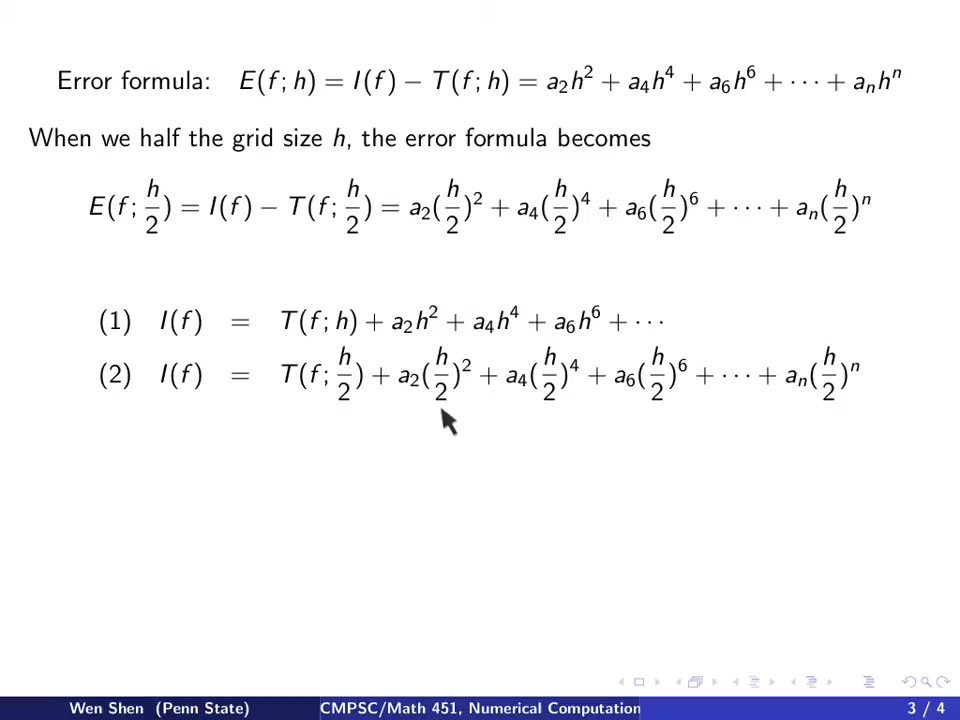 Error formula: E(f; h) = I(f) − T(f; h) = a₂h² + a₄h⁴ + a₆h⁶ + ··· + aₙhⁿ
When we half the grid size h, the error formula becomes
E(f; h/2) = I(f) − T(f; h/2) = a₂(h/2)² + a₄(h/2)⁴ + a₆(h/2)⁶ + ··· + aₙ(h/2)ⁿ
(1) I(f) = T(f; h) + a₂h² + a₄h⁴ + a₆h⁶ + ···
(2) I(f) = T(f; h/2) + a₂(h/2)² + a₄(h/2)⁴ + a₆(h/2)⁶ + ··· + aₙ(h/2)ⁿ
Wen Shen (Penn State) CMPSC/Math 451, Numerical Computation 3 / 4